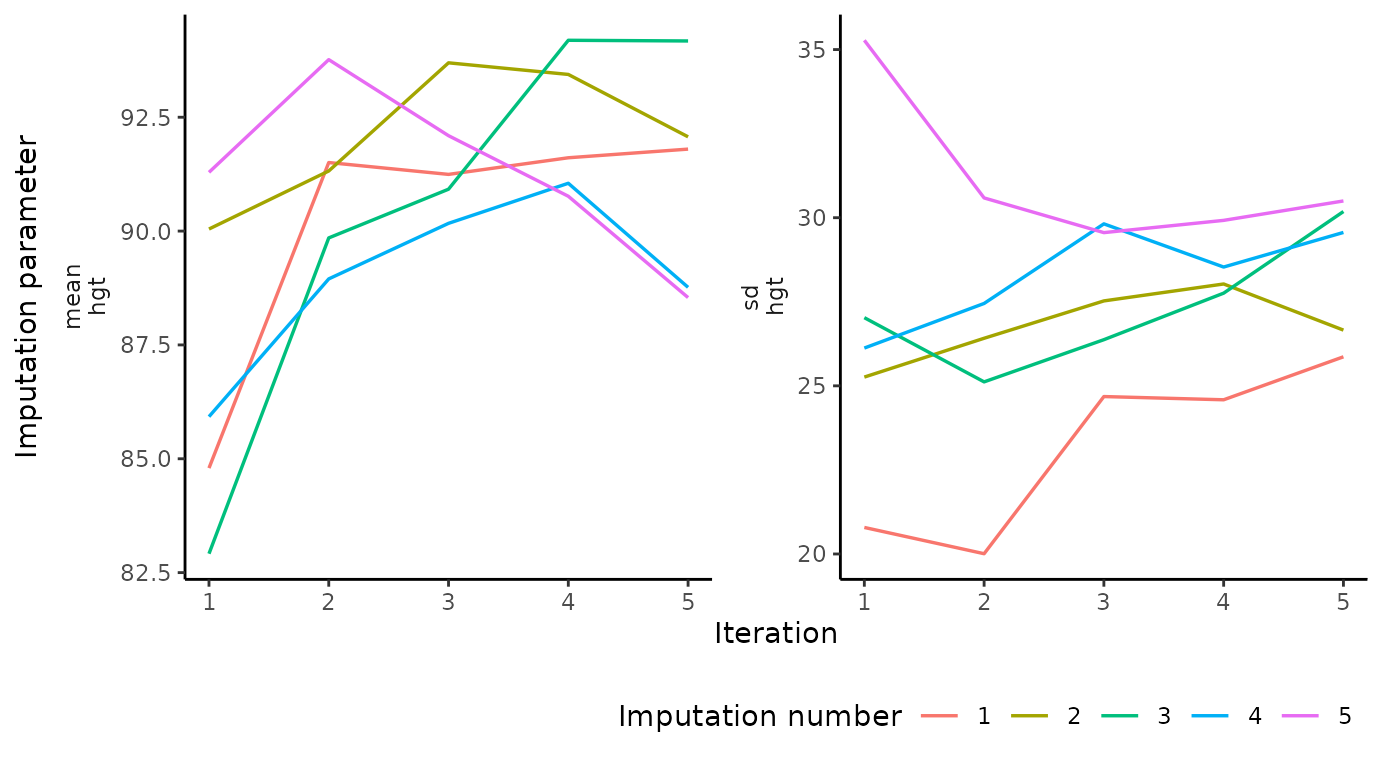 Imputation parameter
mean
hgt
92.5
90.0
87.5
85.0
82.5
1 2 3 4 5
sd
hgt
35
30
25
20
1 2 3 4 5
Iteration
Imputation number 1 2 3 4 5